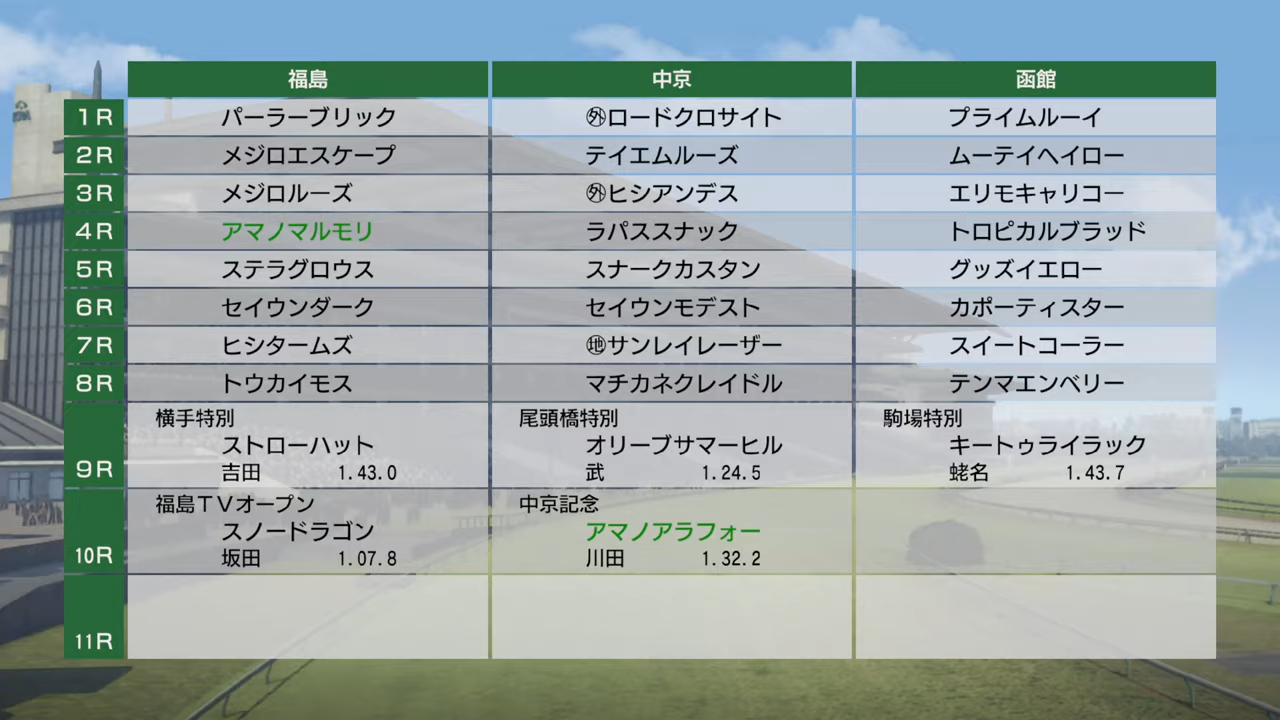 福島 中京 函館
1R パーラーブリック ㊕ロードクロサイト プライムルーイ
2R メジロエスケープ テイエムルーズ ムーテイヘイロー
3R メジロルーズ ㊕ヒシアンデス エリモキャリコー
4R アマノマルモリ ラパススナック トロピカルブラッド
5R ステラグロウス スナークカスタン グッズイエロー
6R セイウンダーク セイウンモデスト カポーティスター
7R ヒシタームズ サンレイレーザー スイートコーラー
8R トウカイモス マチカネクレイドル テンマエンベリー
横手特別 尾頭橋特別 駒場特別
ストローハット オリーブサマーヒル キートゥライラック
9R 吉田 1.43.0 武 1.24.5 蛯名 1.43.7
福島TVオープン 中京記念
スノードラゴン アマノアラフォー
10R 坂田 1.07.8 川田 1.32.2
11R